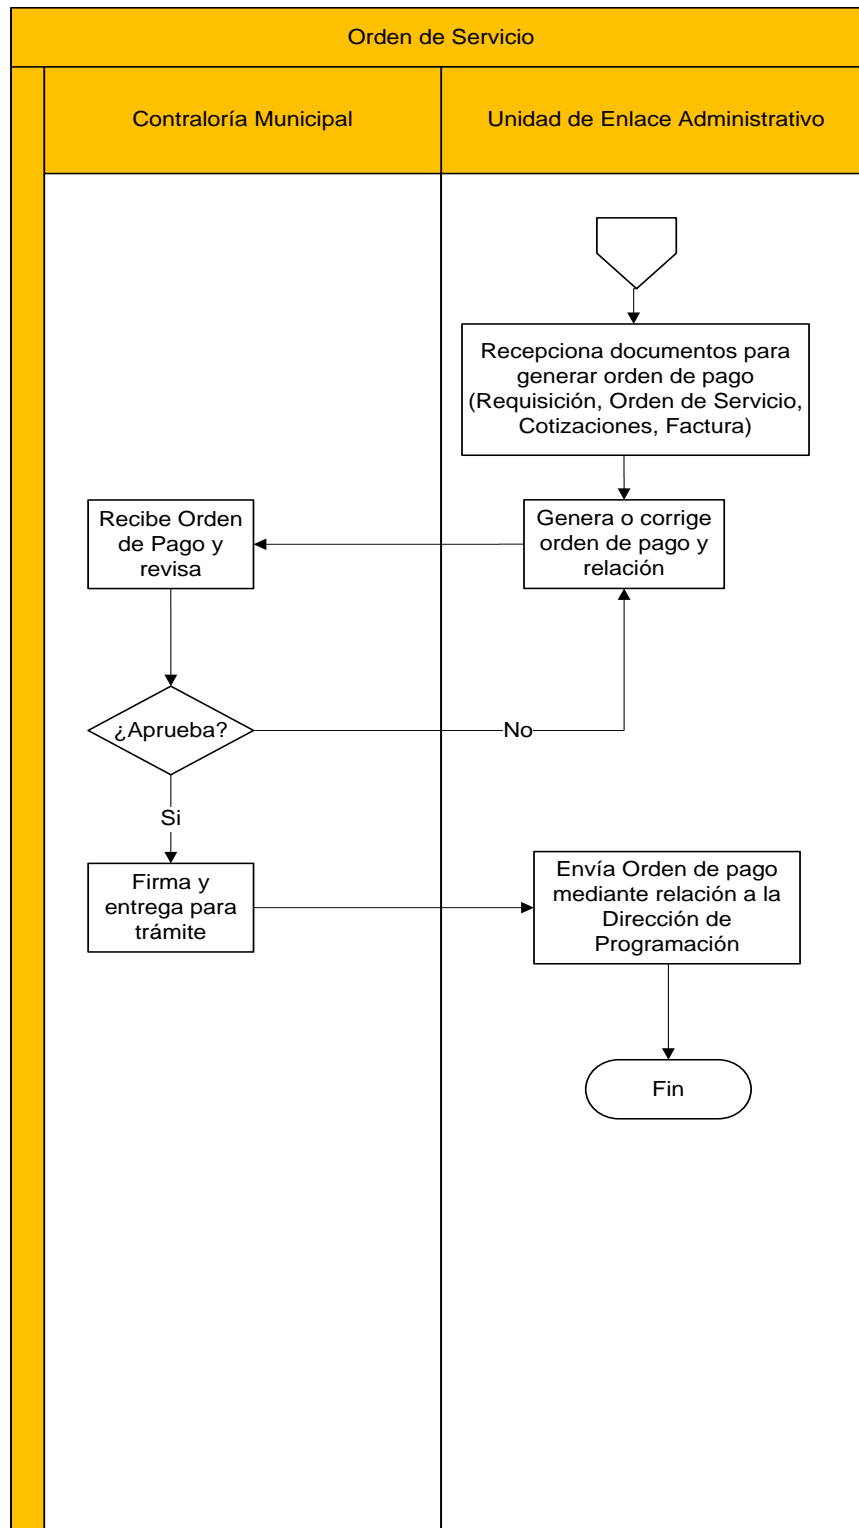 Orden de Servicio
Contraloría Municipal
Unidad de Enlace Administrativo
Recepciona documentos para
generar orden de pago
(Requisición, Orden de Servicio,
Cotizaciones, Factura)
Genera o corrige
orden de pago y
relación
Recibe Orden
de Pago y
revisa
¿Aprueba?
No
Si
Firma y
entrega para
trámite
Envía Orden de pago
mediante relación a la
Dirección de
Programación
Fin